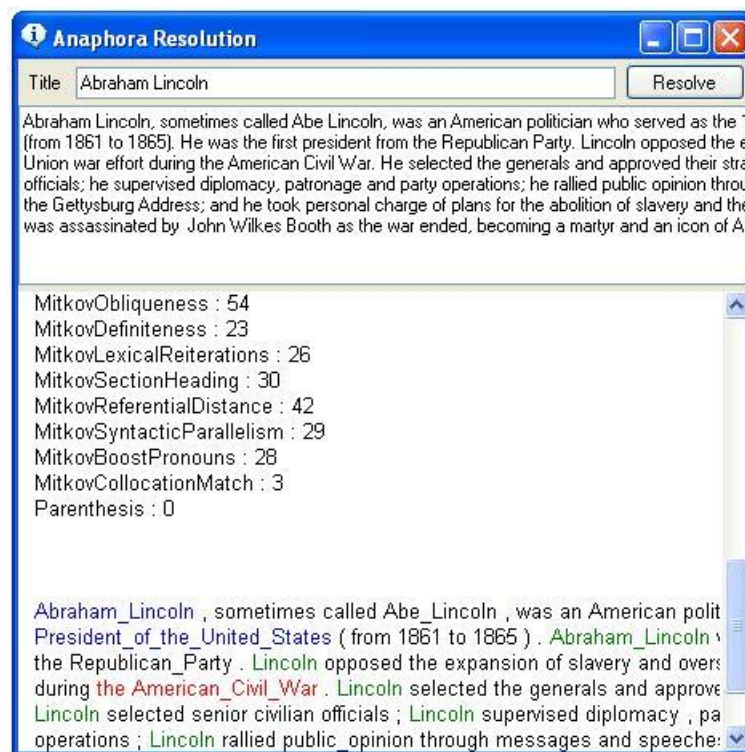 Anaphora Resolution
Title Abraham Lincoln Resolve
Abraham Lincoln, sometimes called Abe Lincoln, was an American politician who served as the
(from 1861 to 1865). He was the first president from the Republican Party. Lincoln opposed the
Union war effort during the American Civil War. He selected the generals and approved their
officials; he supervised diplomacy, patronage and party operations; he rallied public opinion
the Gettysburg Address; and he took personal charge of plans for the abolition of slavery and
was assassinated by John Wilkes Booth as the war ended, becoming a martyr and an icon of
MitkovObliqueness : 54
MitkovDefiniteness : 23
MitkovLexicalReiterations : 26
MitkovSectionHeading : 30
MitkovReferentialDistance : 42
MitkovSyntacticParallelism : 29
MitkovBoostPronouns : 28
MitkovCollocationMatch : 3
Parenthesis : 0
Abraham_Lincoln , sometimes called Abe_Lincoln , was an American polit
President_of_the_United_States ( from 1861 to 1865 ) . Abraham_Lincoln
the Republican_Party . Lincoln opposed the expansion of slavery and overs
during the American_Civil_War . Lincoln selected the generals and approve
Lincoln selected senior civilian officials ; Lincoln supervised diplomacy , pa
operations ; Lincoln rallied public_opinion through messages and speeche